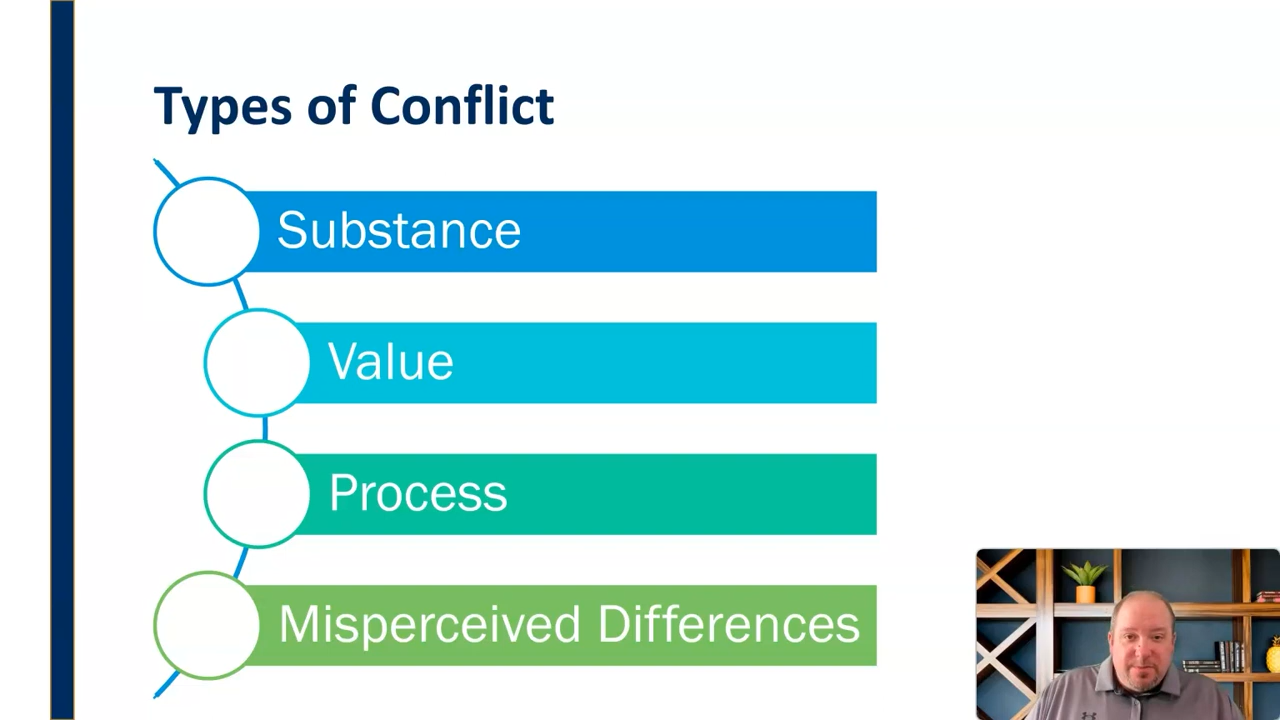 Types of Conflict
Substance
Value
Process
Misperceived Differences